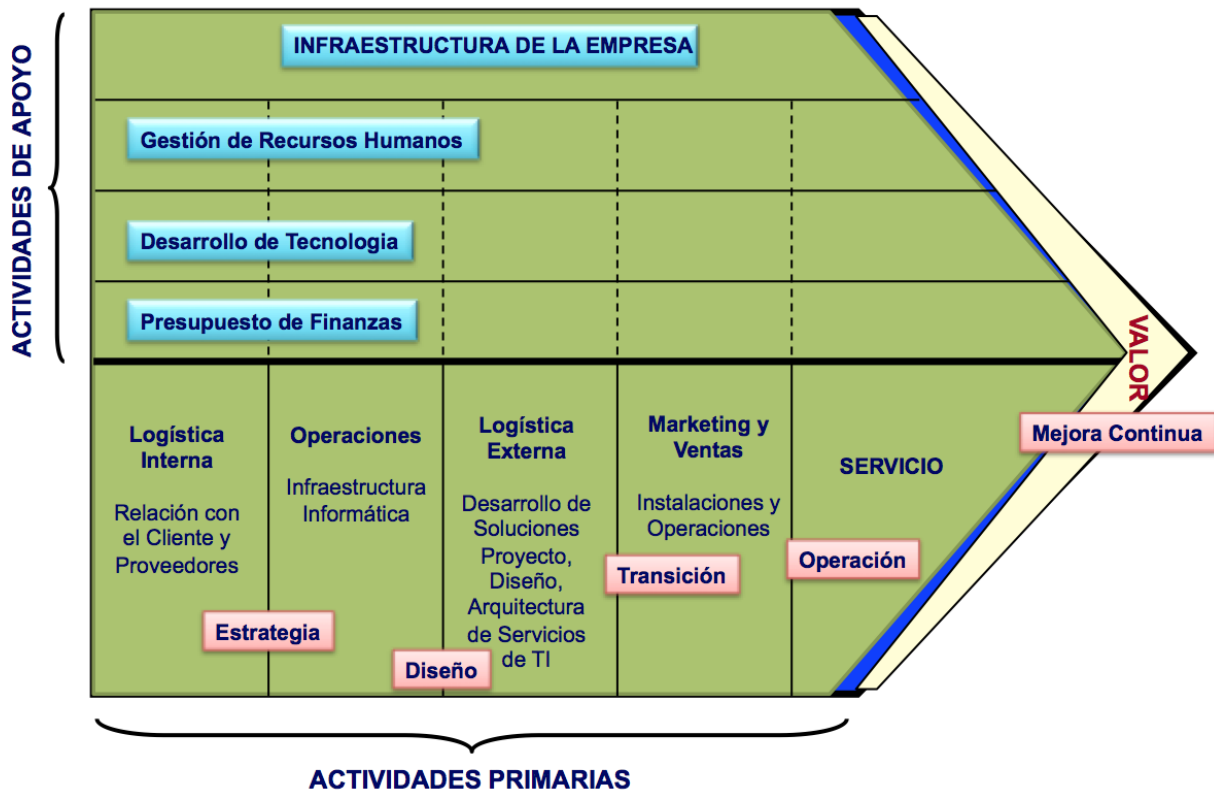 ACTIVIDADES DE APOYO
INFRAESTRUCTURA DE LA EMPRESA
Gestión de Recursos Humanos
Desarrollo de Tecnologia
Presupuesto de Finanzas
Logística
Interna
Relación con
el Cliente y
Proveedores
Estrategia
Operaciones
Infraestructura
Informática
Diseño
Logística
Externa
Desarrollo de
Soluciones
Proyecto,
Diseño,
Arquitectura
de Servicios
de TI
Marketing y
Ventas
Instalaciones y
Operaciones
Transición
SERVICIO
Operación
VALOR
Mejora Continua
ACTIVIDADES PRIMARIAS